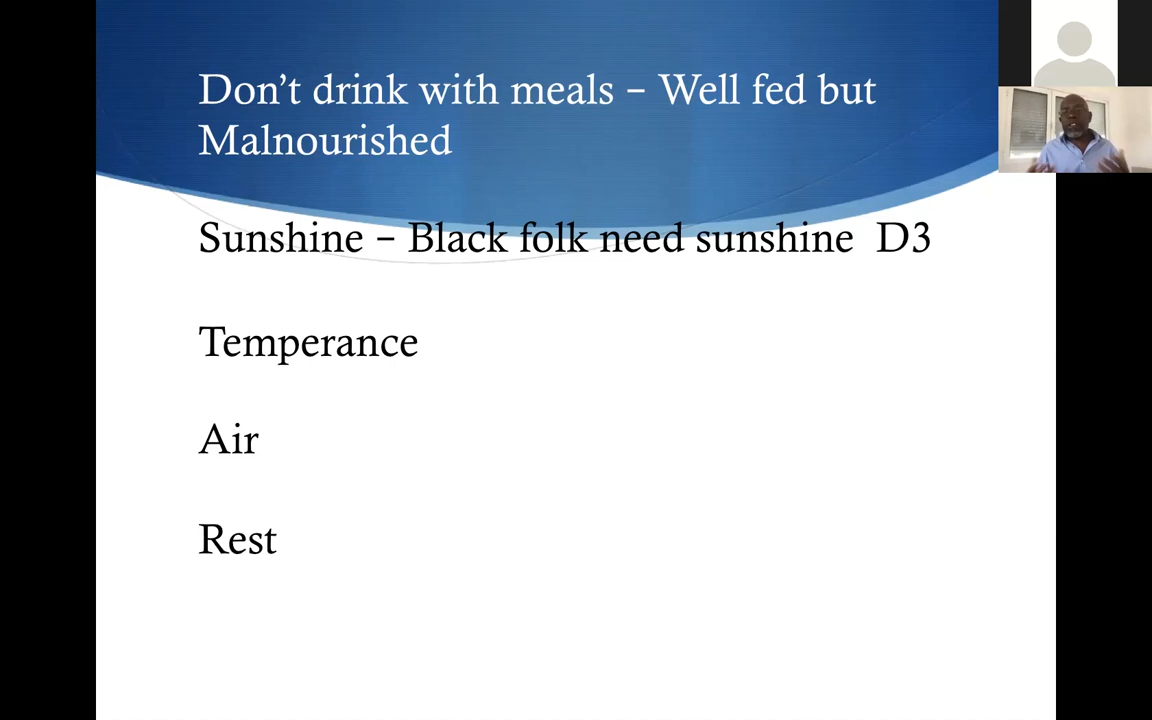 Don’t drink with meals – Well fed but
Malnourished
Sunshine – Black folk need sunshine  D3
Temperance
Air
Rest